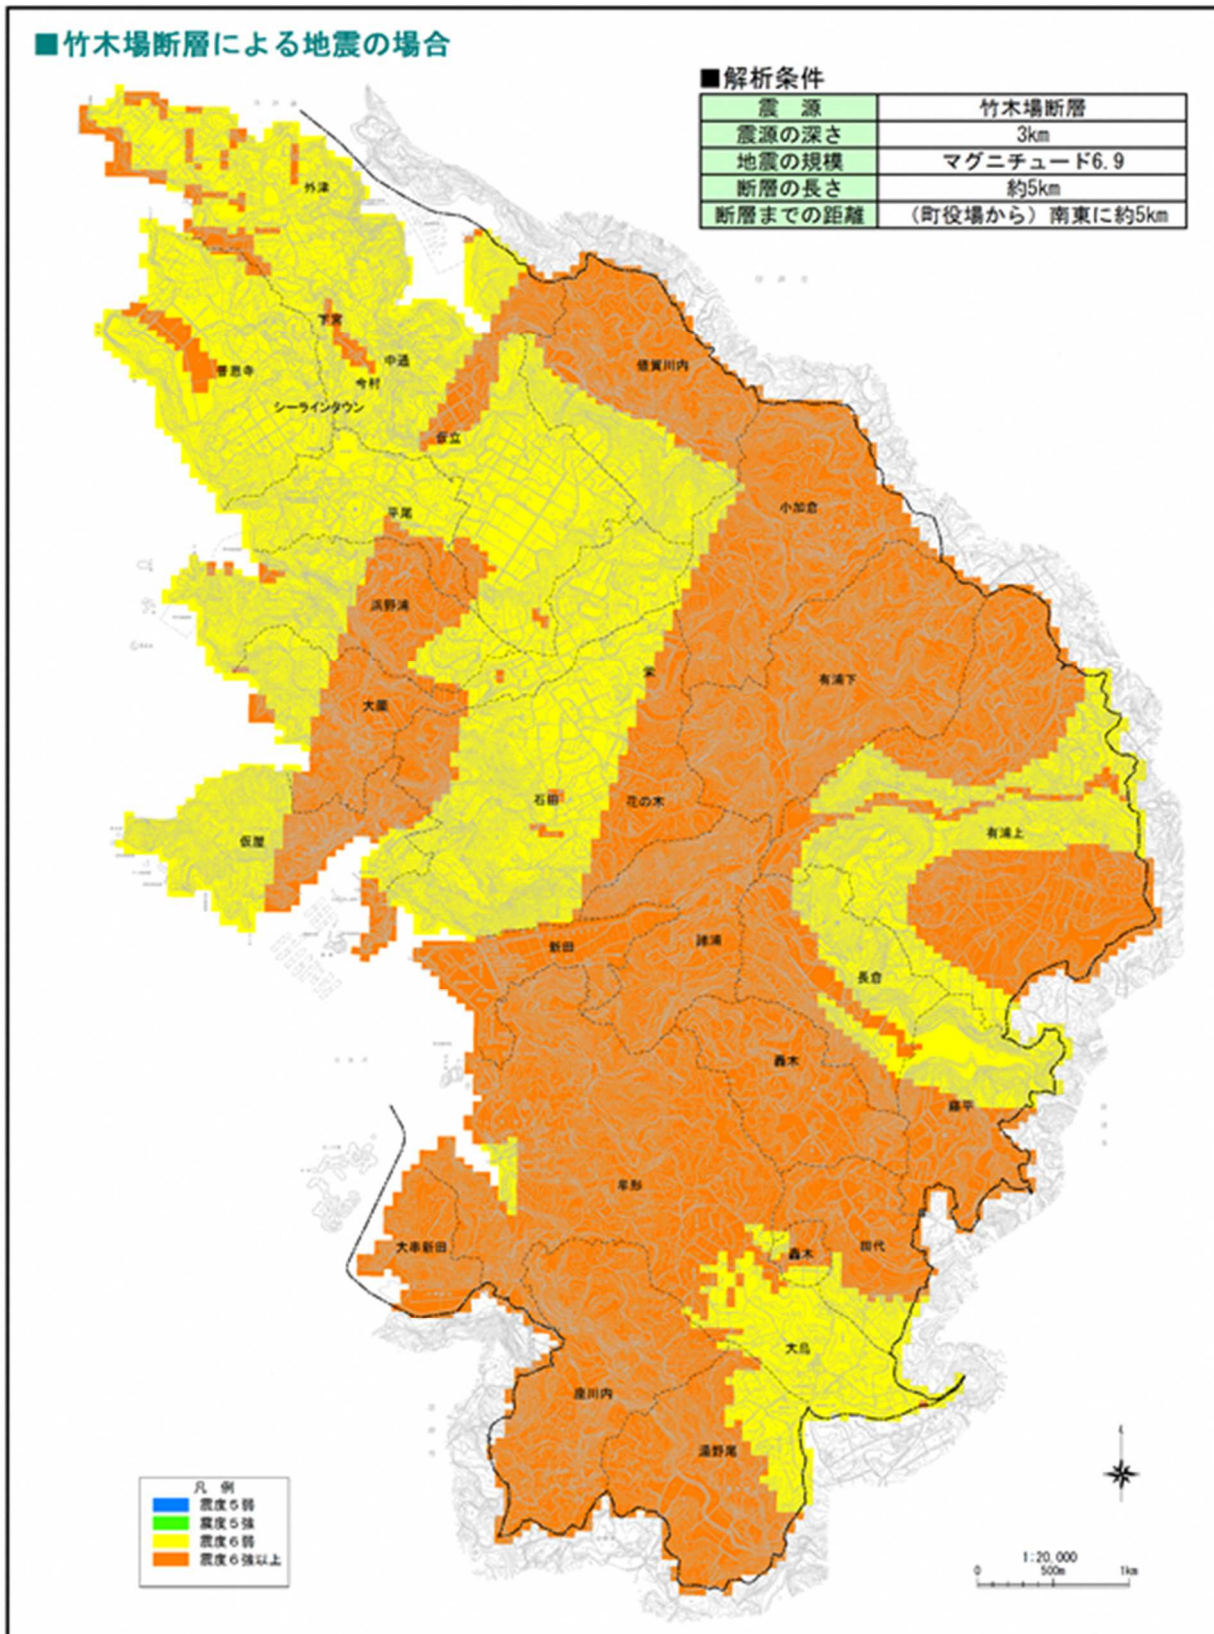 ■竹木場断層による地震の場合
■解析条件
震源 竹木場断層
震源の深さ 3km
地震の規模 マグニチュード6.9
断層の長さ 約5km
断層までの距離 (町役場から)南東に約5km
外津
下宮
中通
今村
普恩寺
シーラインタウン
値賀川内
仮立
小加倉
平尾
浜野浦
栄
有浦下
大薗
石田
花の木
有浦上
仮屋
新田
諸浦
長倉
轟木
藤平
牟形
大串新田
轟木
田代
大鳥
座川内
湯野尾
凡例
震度5弱
震度5強
震度6弱
震度6強以上
1:20,000
0 500m 1km